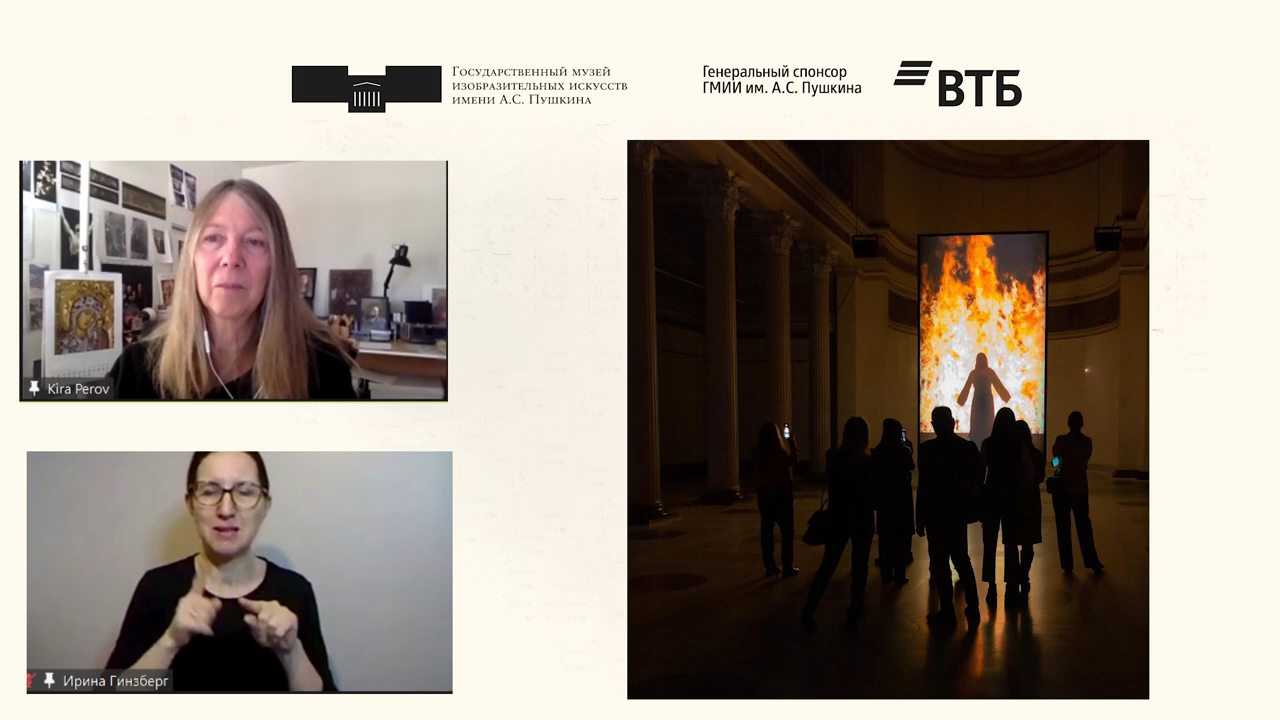 Государственный музей
изобразительных искусств
имени А.С. Пушкина
Генеральный спонсор
ГМИИ им. А.С. Пушкина
ВТБ
Kira Perov
Ирина Гинзберг